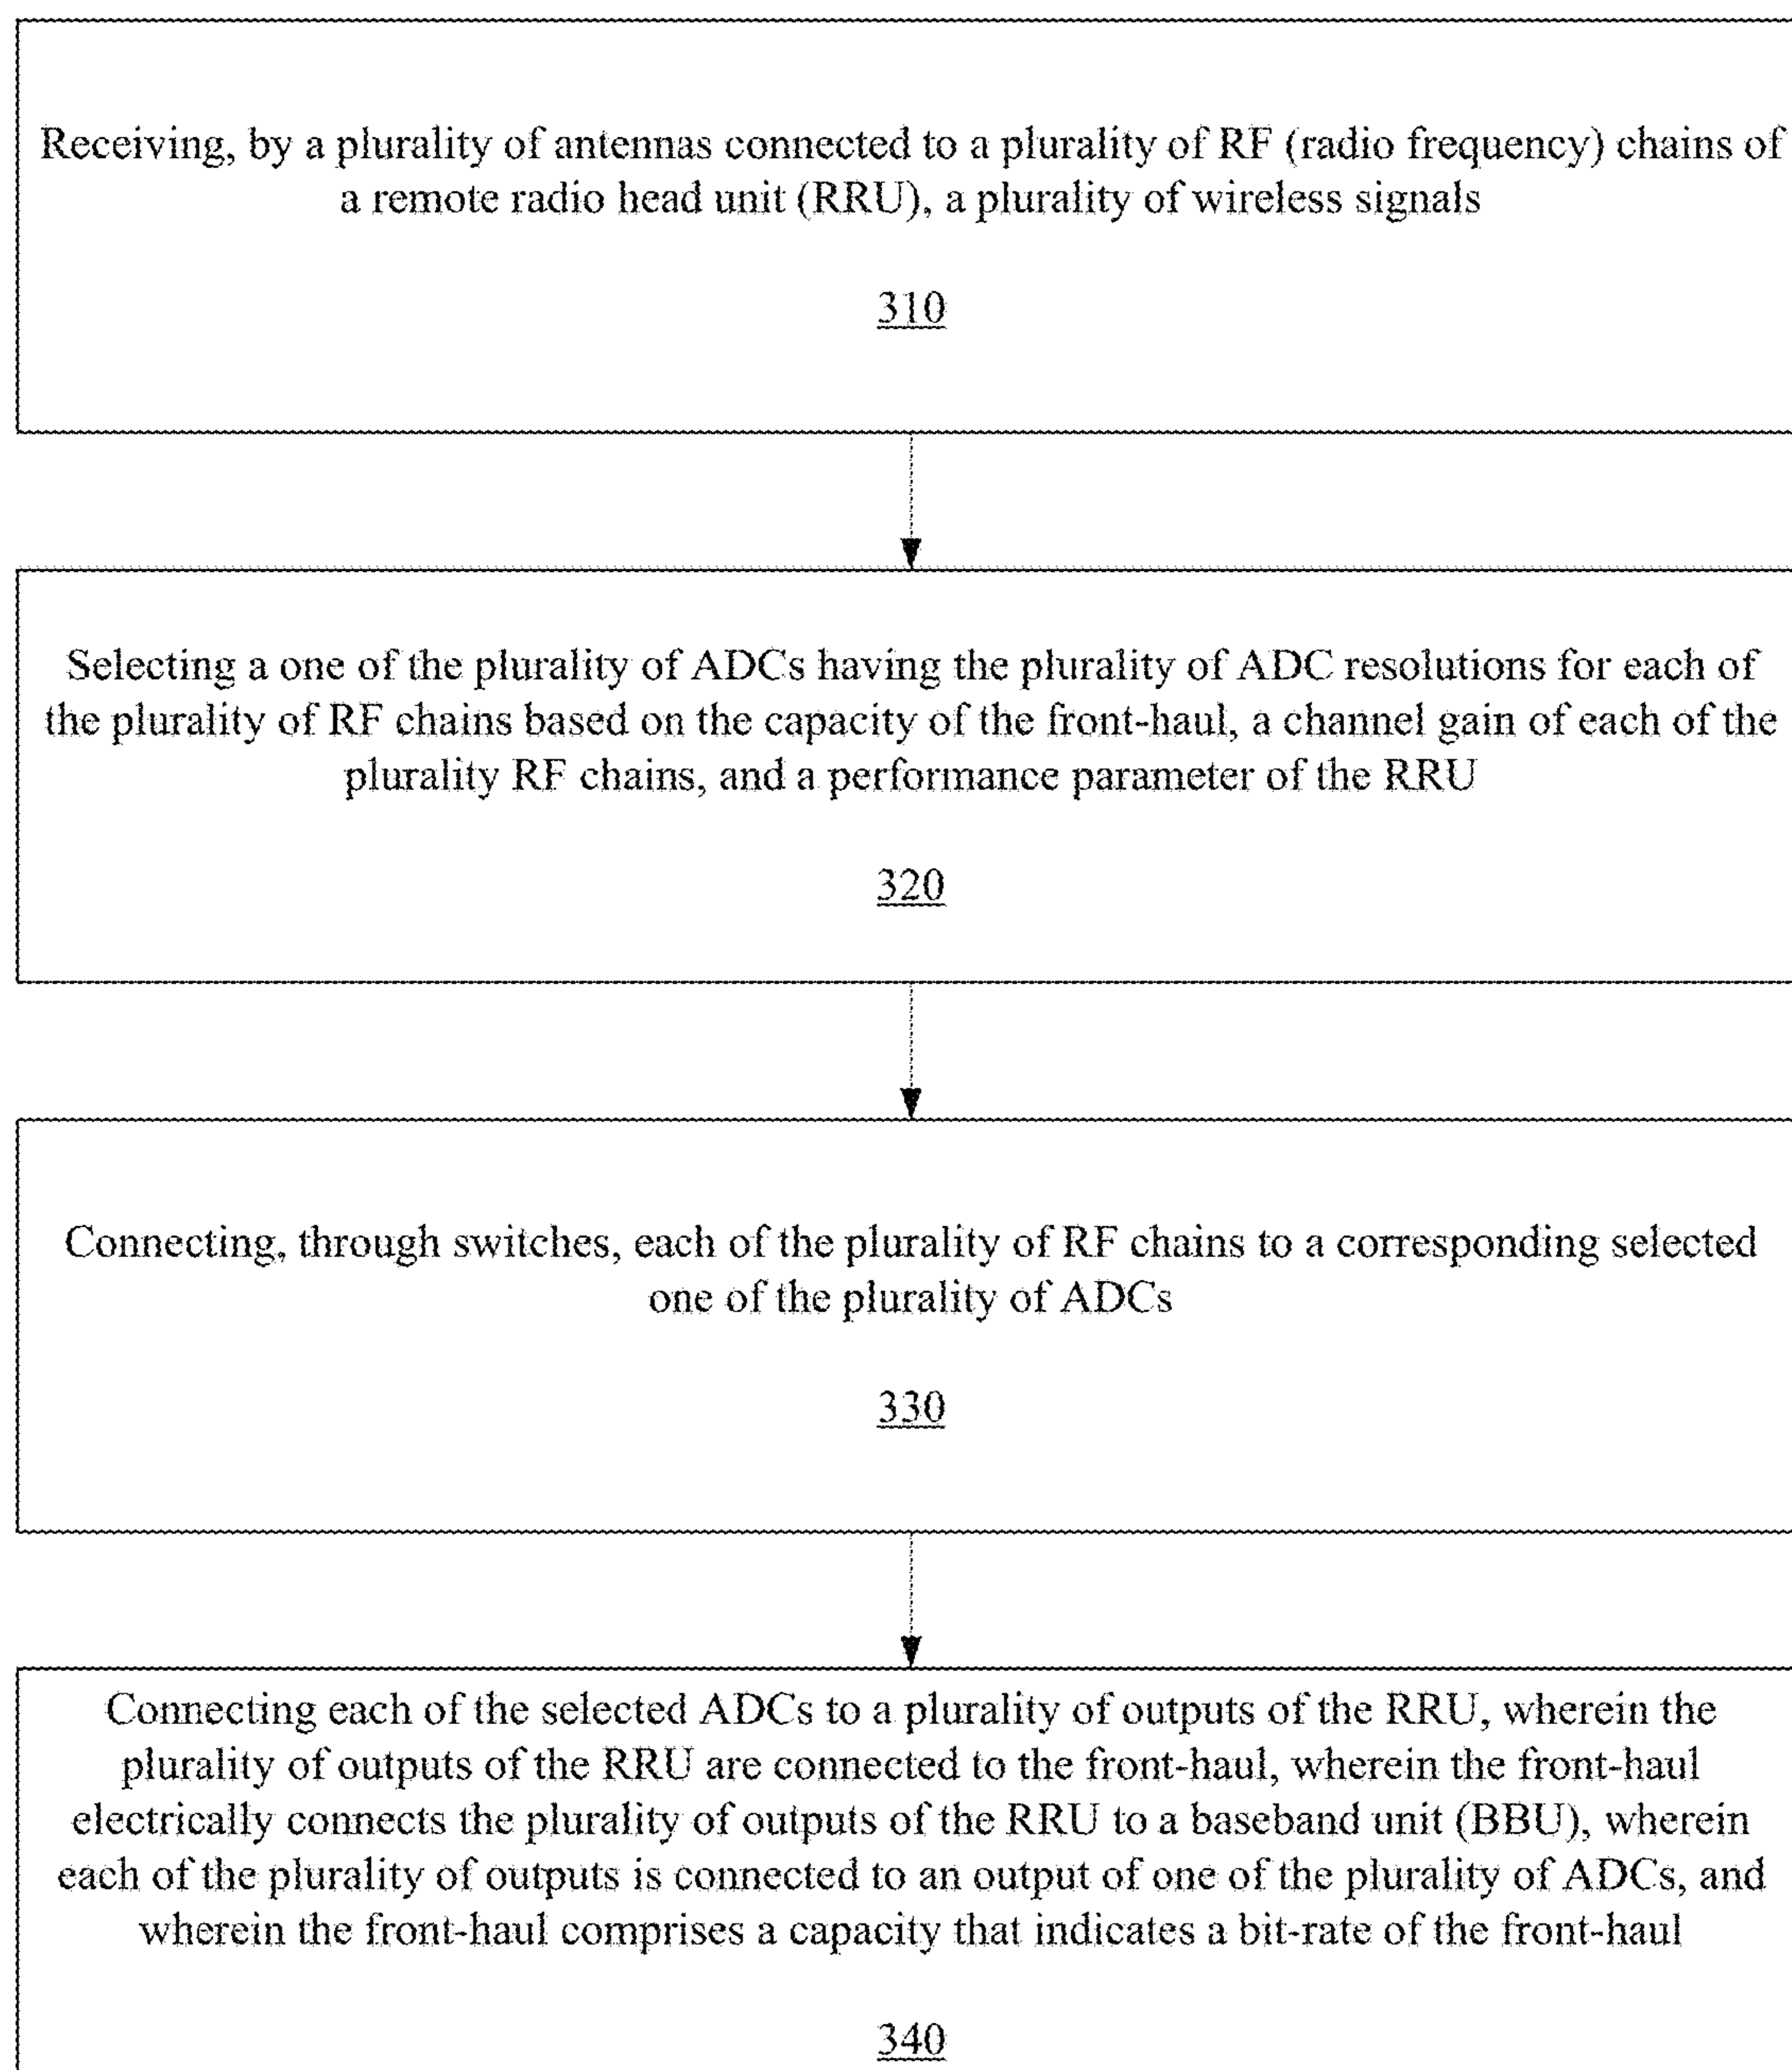 Receiving, by a plurality of antennas connected to a plurality of RF (radio frequency) chains of
a remote radio head unit (RRU), a plurality of wireless signals
310
Selecting a one of the plurality of ADCs having the plurality of ADC resolutions for each of
the plurality of RF chains based on the capacity of the front-haul, a channel gain of each of the
plurality RF chains, and a performance parameter of the RRU
320
Connecting, through switches, each of the plurality of RF chains to a corresponding selected
one of the plurality of ADCs
330
Connecting each of the selected ADCs to a plurality of outputs of the RRU, wherein the
plurality of outputs of the RRU are connected to the front-haul, wherein the front-haul
electrically connects the plurality of outputs of the RRU to a baseband unit (BBU), wherein
each of the plurality of outputs is connected to an output of one of the plurality of ADCs, and
wherein the front-haul comprises a capacity that indicates a bit-rate of the front-haul
340